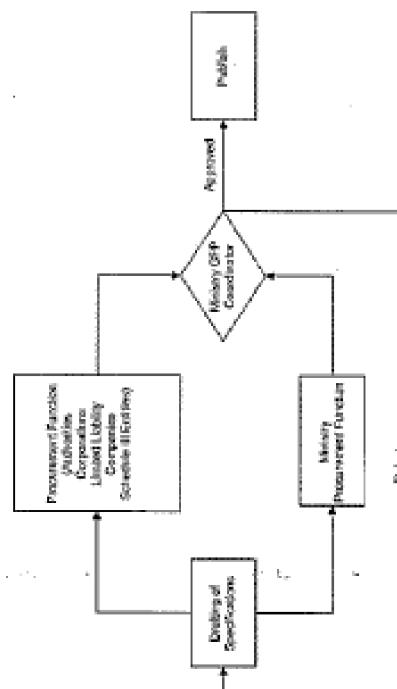 Drafting of
Specifications
Procurement Function
(Authorities
Corporations
Limited Liability
Companies
Schedule III Entities)
Ministry
Procurement Function
Ministry GPP
Coordinator
Approved
Publish